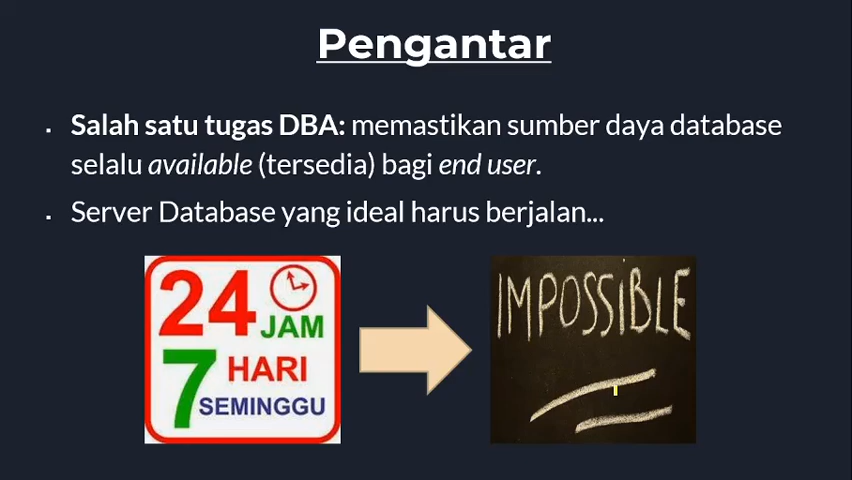 Pengantar
▪ Salah satu tugas DBA: memastikan sumber daya database
selalu available (tersedia) bagi end user.
▪ Server Database yang ideal harus berjalan...
24 JAM
7 HARI
SEMINGGU
IMPOSSIBLE